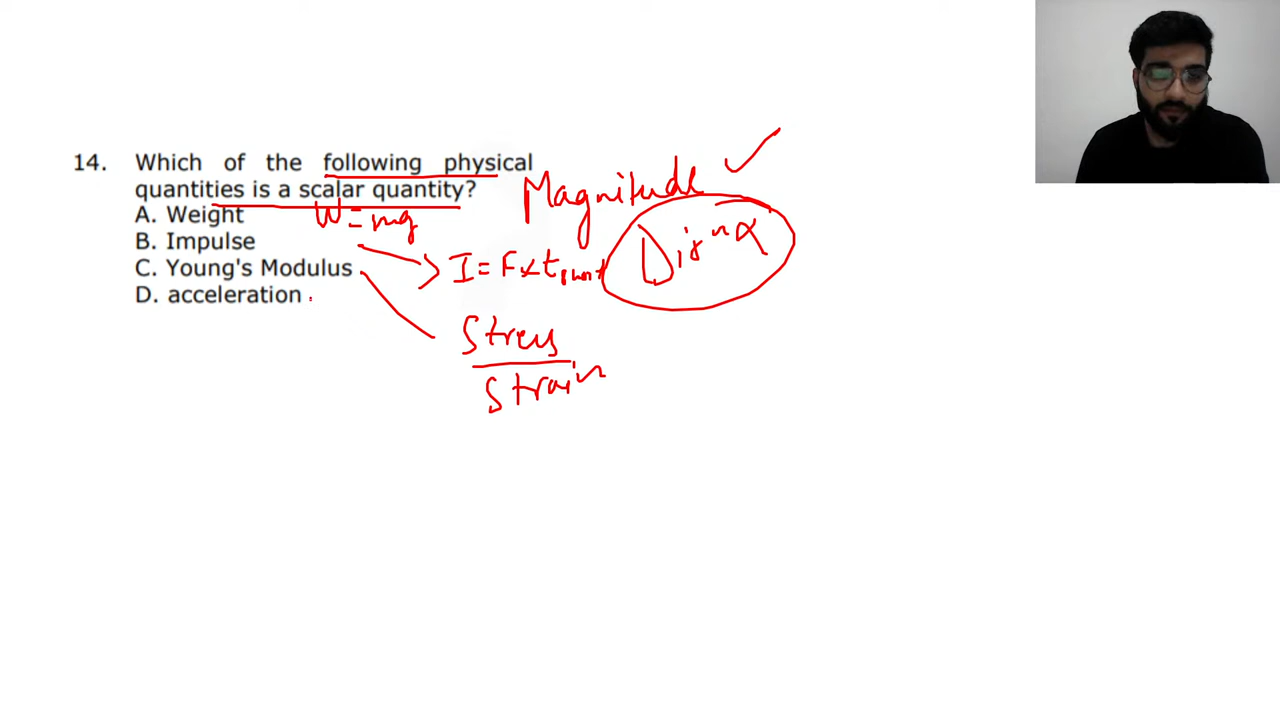 14. Which of the following physical
quantities is a scalar quantity?
A. Weight
B. Impulse
C. Young's Modulus
D. acceleration
W = mg
Magnitude ✓
I = F × t short
Stress
Strain